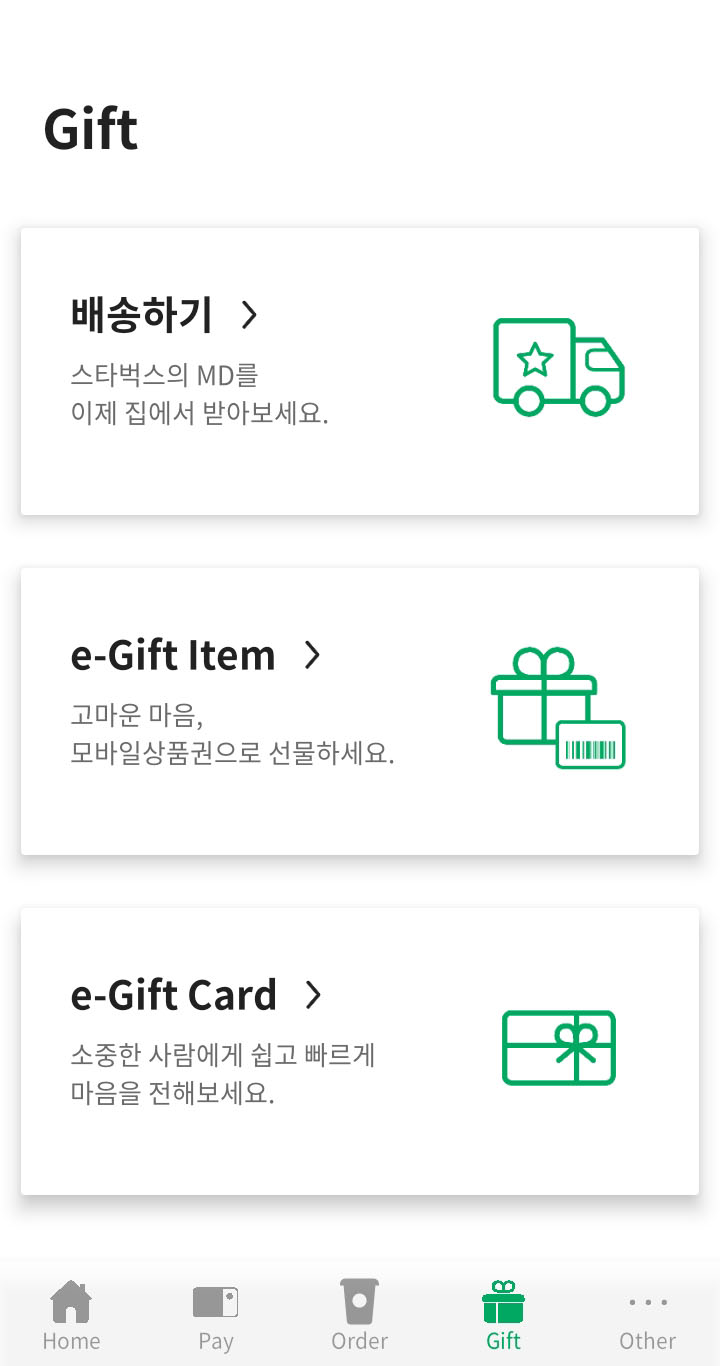 Gift
배송하기
스타벅스의 MD를
이제 집에서 받아보세요.
e-Gift Item
고마운 마음,
모바일상품권으로 선물하세요.
e-Gift Card
소중한 사람에게 쉽고 빠르게
마음을 전해보세요.
Home Pay Order Gift Other